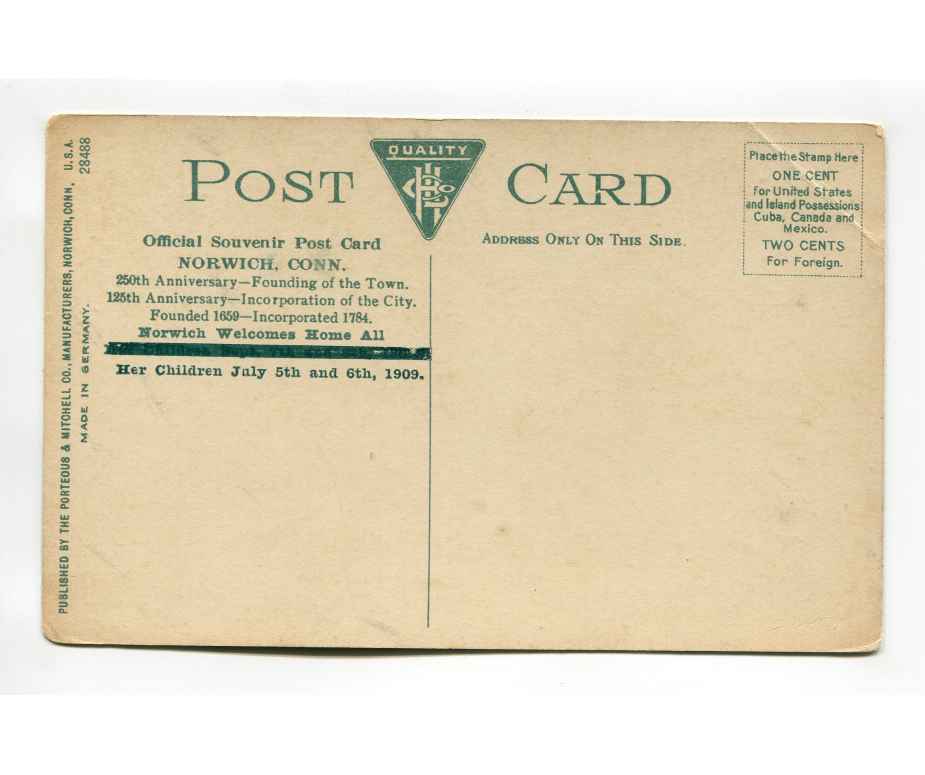 PUBLISHED BY THE PORTEOUS & MITCHELL CO., MANUFACTURERS, NORWICH, CONN., U.S.A.
MADE IN GERMANY. 28488
POST CARD
QUALITY
Official Souvenir Post Card
NORWICH, CONN.
250th Anniversary—Founding of the Town.
125th Anniversary—Incorporation of the City.
Founded 1659—Incorporated 1784.
Norwich Welcomes Home All
Her Children July 5th and 6th, 1909.
ADDRESS ONLY ON THIS SIDE.
Place the Stamp Here
ONE CENT
for United States
and Island Possessions
Cuba, Canada and
Mexico.
TWO CENTS
For Foreign.